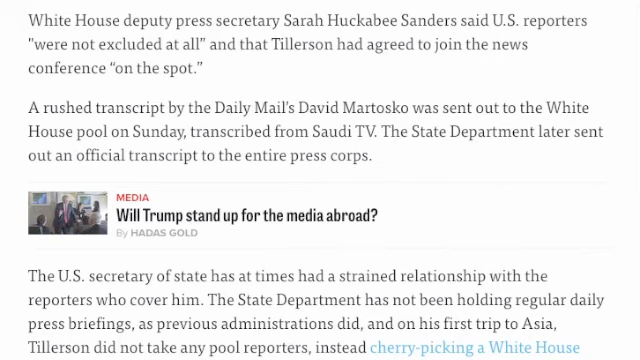 White House deputy press secretary Sarah Huckabee Sanders said U.S. reporters
"were not excluded at all” and that Tillerson had agreed to join the news
conference “on the spot.”
A rushed transcript by the Daily Mail's David Martosko was sent out to the White
House pool on Sunday, transcribed from Saudi TV. The State Department later sent
out an official transcript to the entire press corps.
MEDIA
Will Trump stand up for the media abroad?
By HADAS GOLD
The U.S. secretary of state has at times had a strained relationship with the
reporters who cover him. The State Department has not been holding regular daily
press briefings, as previous administrations did, and on his first trip to Asia,
Tillerson did not take any pool reporters, instead cherry-picking a White House